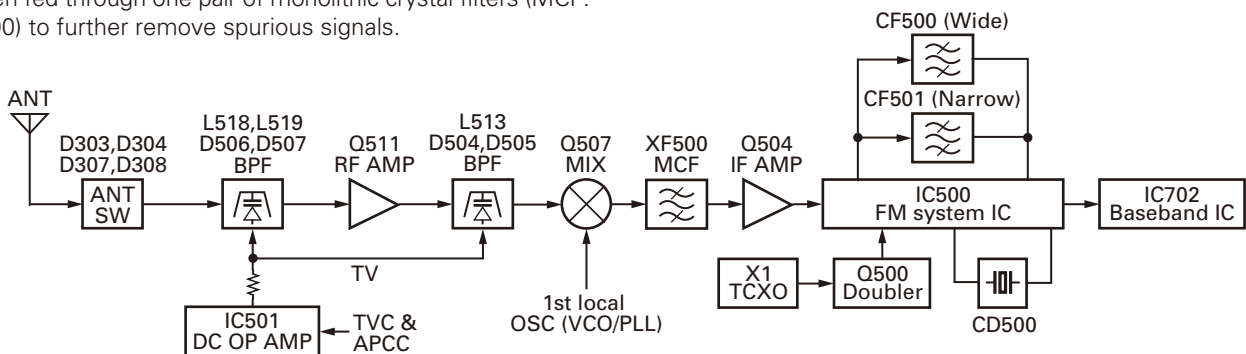 en fed through one pair of monolithic crystal filters (MCF:
00) to further remove spurious signals.
CF500 (Wide)
CF501 (Narrow)
ANT
D303,D304
D307,D308
ANT
SW
L518,L519
D506,D507
BPF
Q511
RF AMP
L513
D504,D505
BPF
Q507
MIX
XF500
MCF
Q504
IF AMP
IC500
FM system IC
IC702
Baseband IC
TV
X1
TCXO
Q500
Doubler
CD500
1st local
OSC (VCO/PLL)
IC501
DC OP AMP
TVC &
APCC